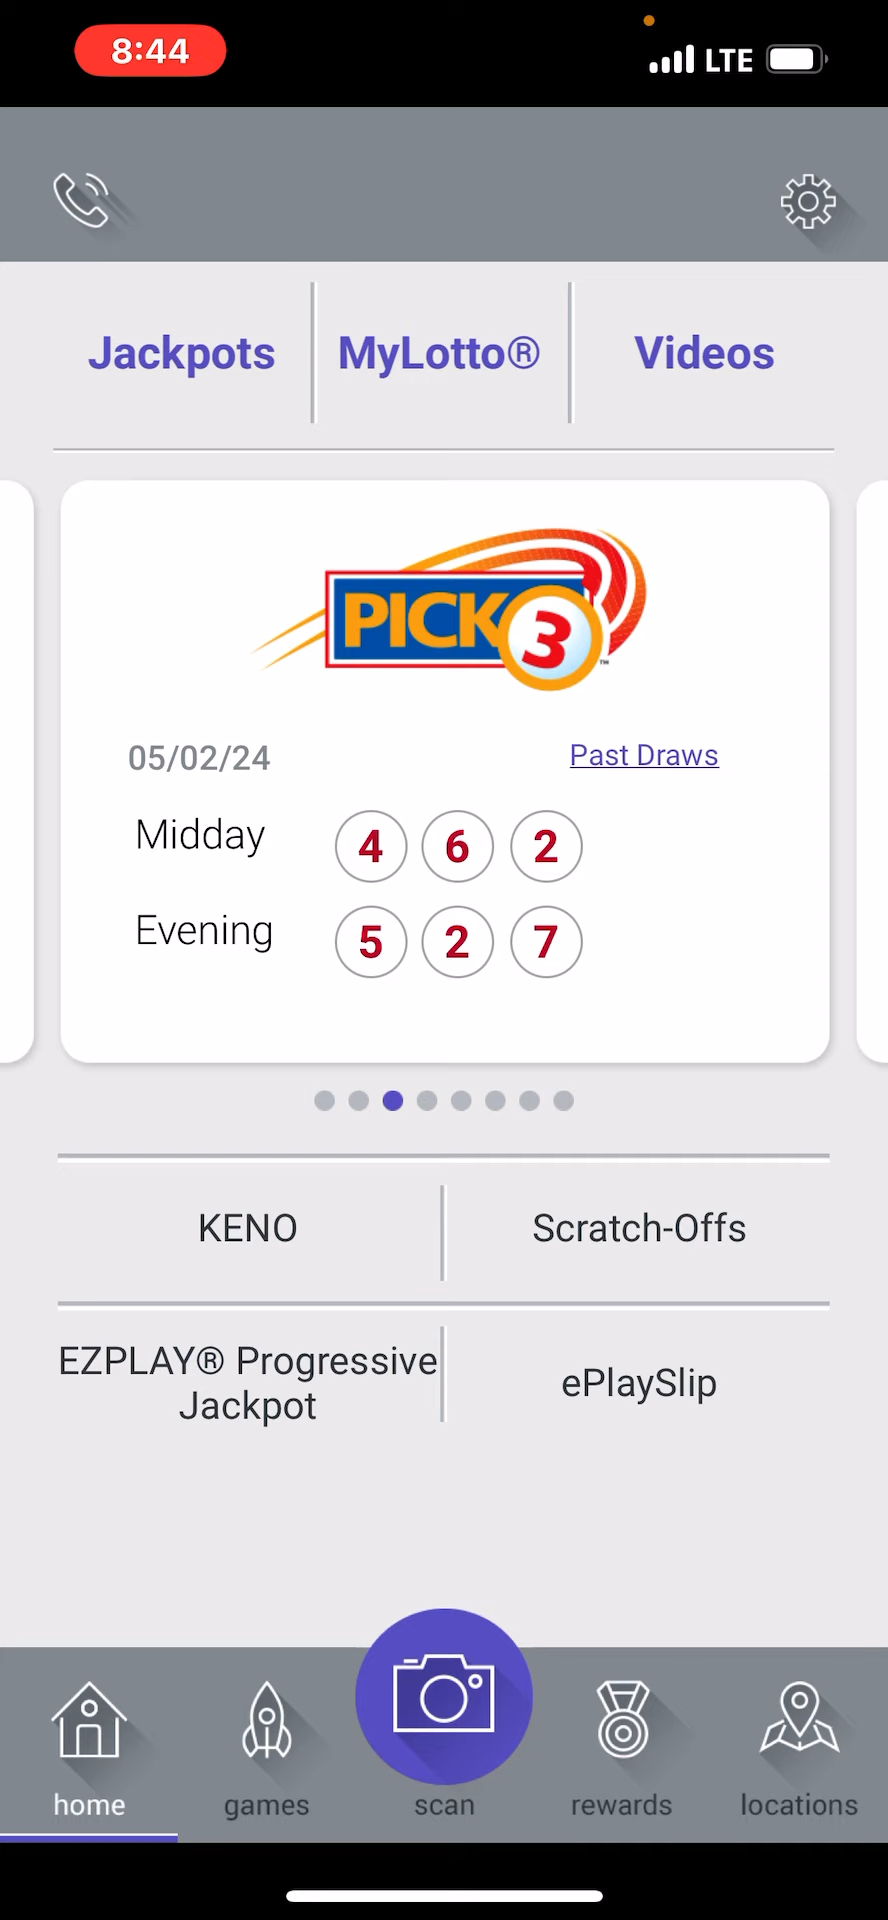 8:44
LTE
Jackpots
MyLotto®
Videos
PICK 3™
05/02/24
Past Draws
Midday 4 6 2
Evening 5 2 7
KENO
Scratch-Offs
EZPLAY® Progressive
Jackpot
ePlaySlip
home
games
scan
rewards
locations